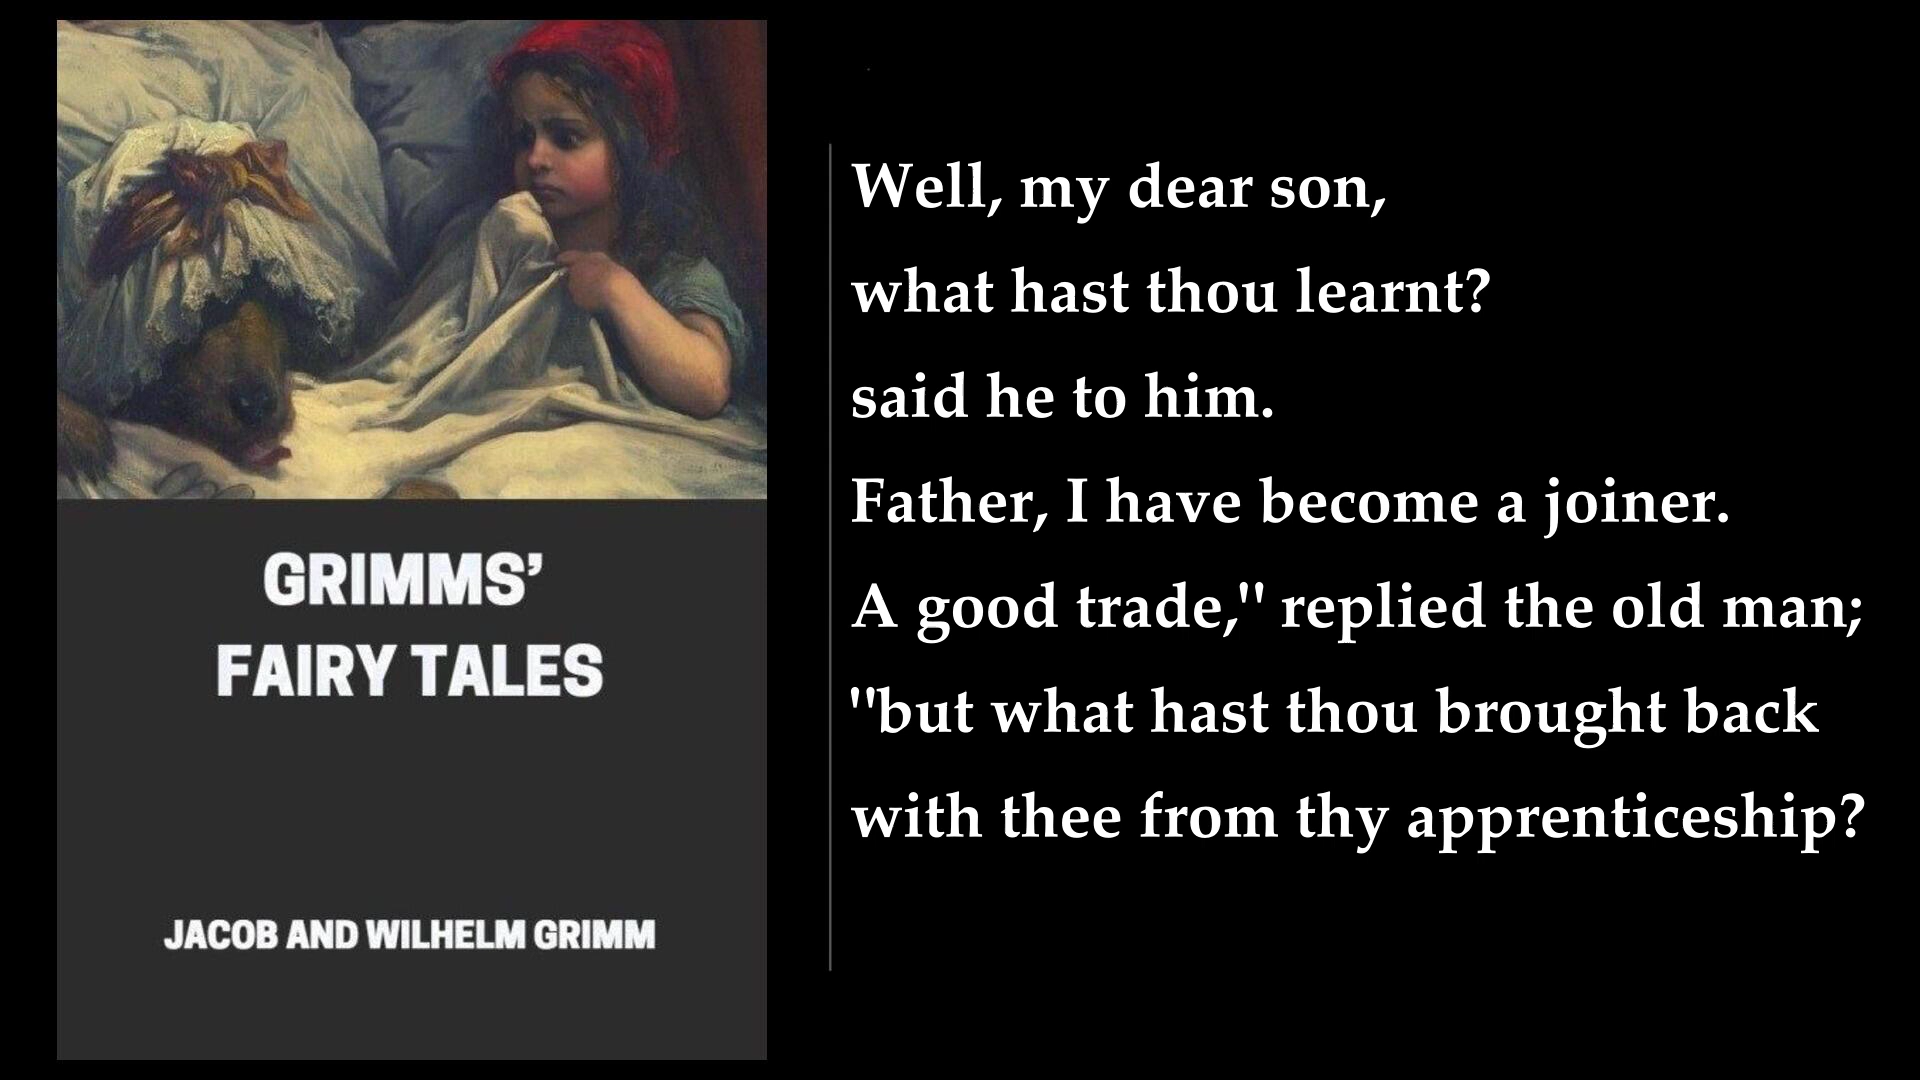 GRIMMS’
FAIRY TALES
JACOB AND WILHELM GRIMM
Well, my dear son,
what hast thou learnt?
said he to him.
Father, I have become a joiner.
A good trade," replied the old man;
"but what hast thou brought back
with thee from thy apprenticeship?